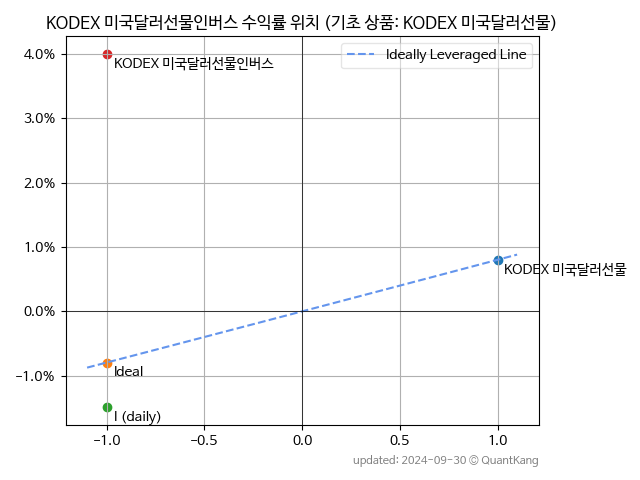 KODEX 미국달러선물인버스 수익률 위치 (기초 상품: KODEX 미국달러선물)
4.0%
KODEX 미국달러선물인버스
Ideally Leveraged Line
3.0%
2.0%
1.0%
KODEX 미국달러선물
0.0%
−1.0%
Ideal
I (daily)
−1.0
−0.5
0.0
0.5
1.0
updated: 2024-09-30 © QuantKang